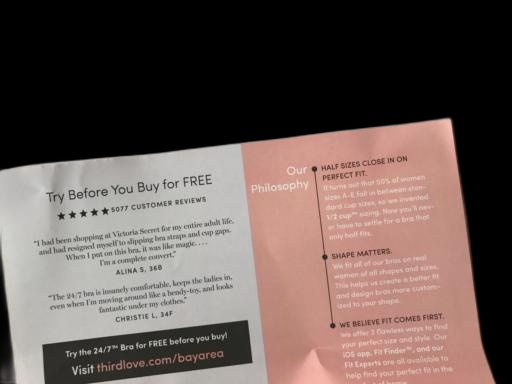 Try Before You Buy for FREE
★★★★★ 5077 CUSTOMER REVIEWS
"I had been shopping at Victoria Secret for my entire adult life,
and had resigned myself to slipping bra straps and cup gaps.
When I put on this bra, it was like magic. . . .
I'm a complete convert."
ALINA S, 36B
"The 24/7 bra is insanely comfortable, keeps the ladies in,
even when I'm moving around like a bendy-toy, and looks
fantastic under my clothes."
CHRISTIE L, 34F
Try the 24/7™ Bra for FREE before you buy!
Visit thirdlove.com/bayarea
Our
Philosophy
HALF SIZES CLOSE IN ON
PERFECT FIT.
It turns out that 50% of women
sizes A-E fall in between stan-
dard cup sizes, so we invented
1/2 cup™ sizing. Now you'll nev-
er have to settle for a bra that
only half fits.
SHAPE MATTERS.
We fit all of our bras on real
women of all shapes and sizes.
This helps us create a better fit
and design bras more custom-
ized to your shape.
WE BELIEVE FIT COMES FIRST.
We offer 3 flawless ways to find
your perfect size and style. Our
iOS app, Fit Finder™, and our
Fit Experts are all available to
help find your perfect fit in the
of home